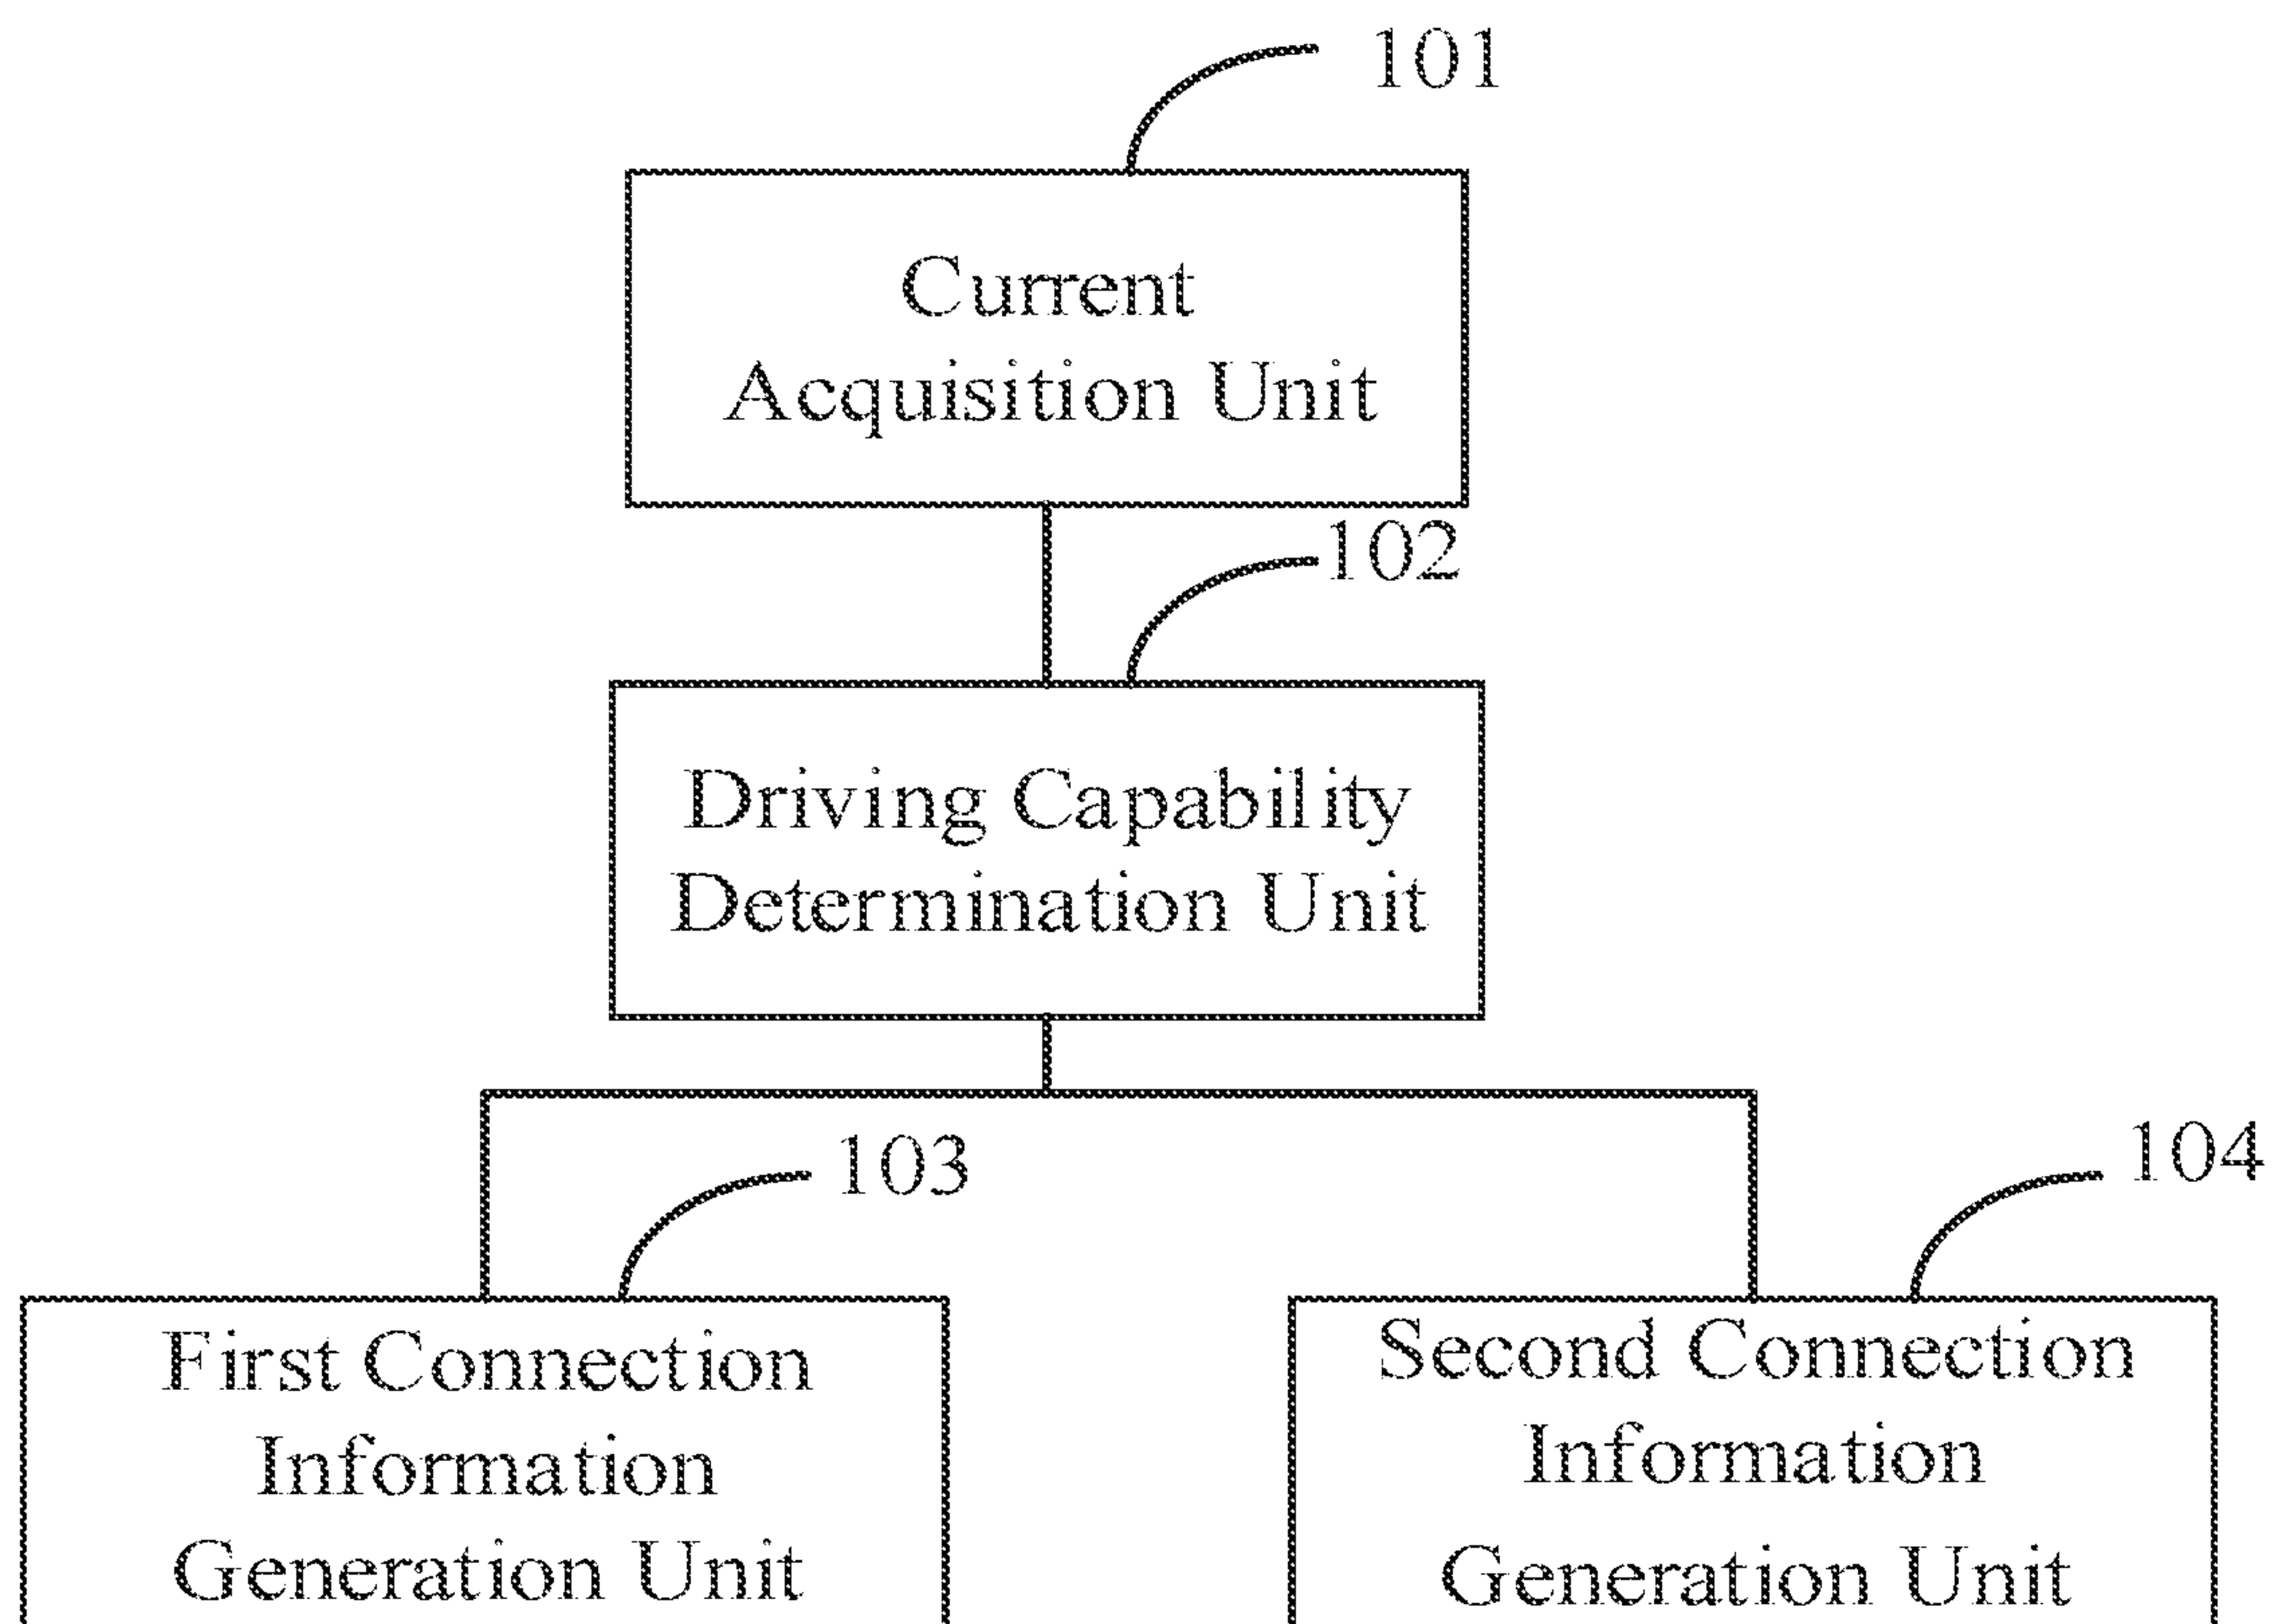 101
Current
Acquisition Unit
102
Driving Capability
Determination Unit
103
104
First Connection
Information
Generation Unit
Second Connection
Information
Generation Unit